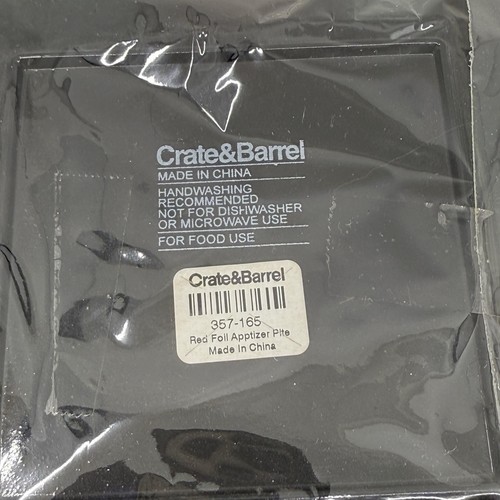 Crate&Barrel
MADE IN CHINA
HANDWASHING
RECOMMENDED
NOT FOR DISHWASHER
OR MICROWAVE USE
FOR FOOD USE
Crate&Barrel
357-165
Red Foil Apptizer Plte
Made In China